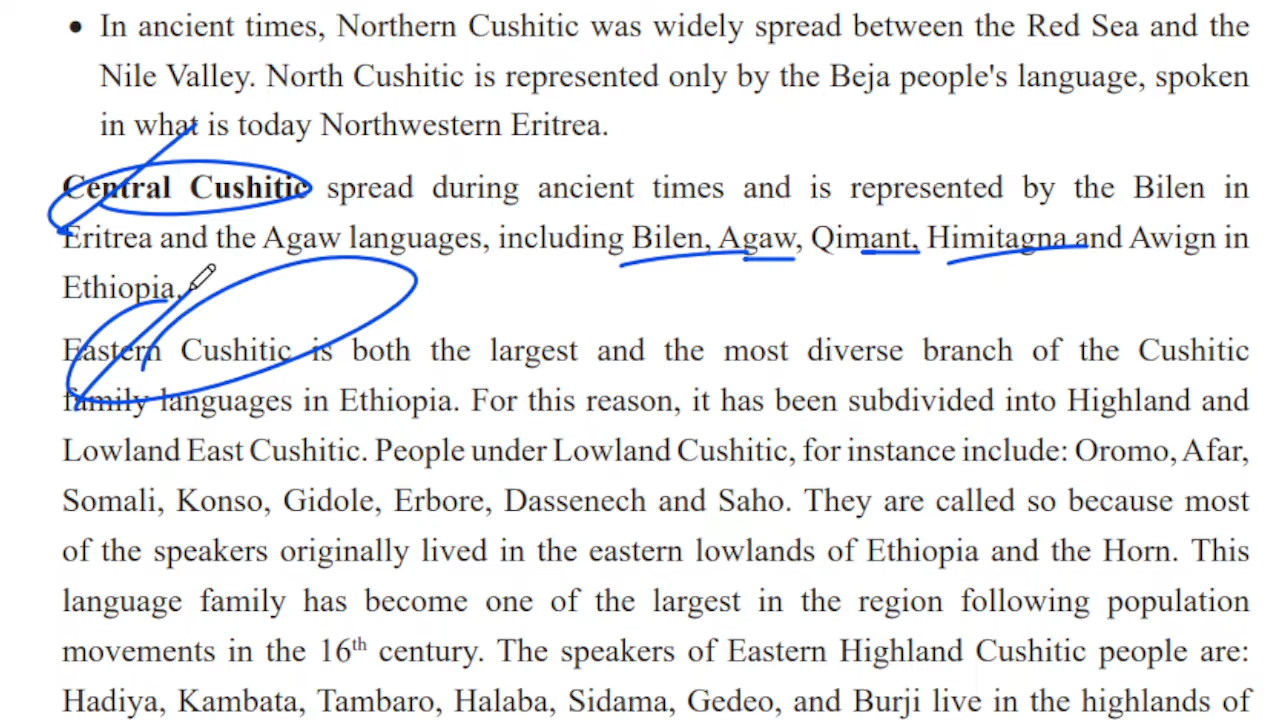 • In ancient times, Northern Cushitic was widely spread between the Red Sea and the
Nile Valley. North Cushitic is represented only by the Beja people's language, spoken
in what is today Northwestern Eritrea.
Central Cushitic spread during ancient times and is represented by the Bilen in
Eritrea and the Agaw languages, including Bilen, Agaw, Qimant, Himitagna and Awign in
Ethiopia.
Eastern Cushitic is both the largest and the most diverse branch of the Cushitic
family languages in Ethiopia. For this reason, it has been subdivided into Highland and
Lowland East Cushitic. People under Lowland Cushitic, for instance include: Oromo, Afar,
Somali, Konso, Gidole, Erbore, Dassenech and Saho. They are called so because most
of the speakers originally lived in the eastern lowlands of Ethiopia and the Horn. This
language family has become one of the largest in the region following population
movements in the 16th century. The speakers of Eastern Highland Cushitic people are:
Hadiya, Kambata, Tambaro, Halaba, Sidama, Gedeo, and Burji live in the highlands of